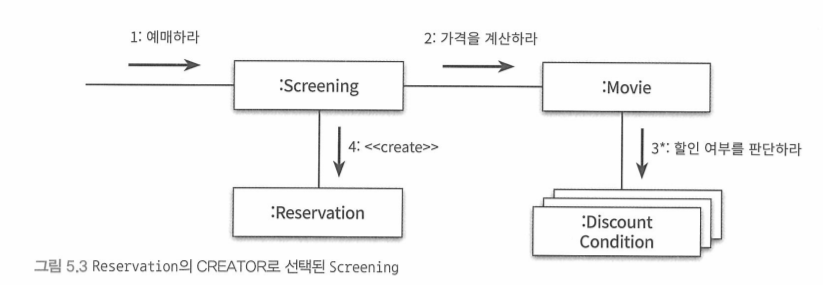 1: 예매하라
2: 가격을 계산하라
:Screening
:Movie
4: <<create>>
3*: 할인 여부를 판단하라
:Reservation
:Discount
Condition
그림 5.3 Reservation의 CREATOR로 선택된 Screening